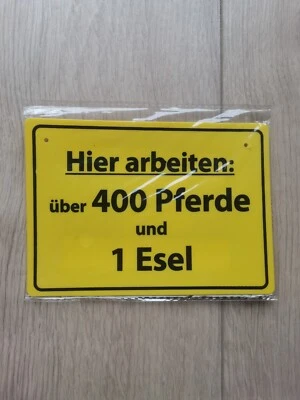 Hier arbeiten:
über 400 Pferde
und
1 Esel